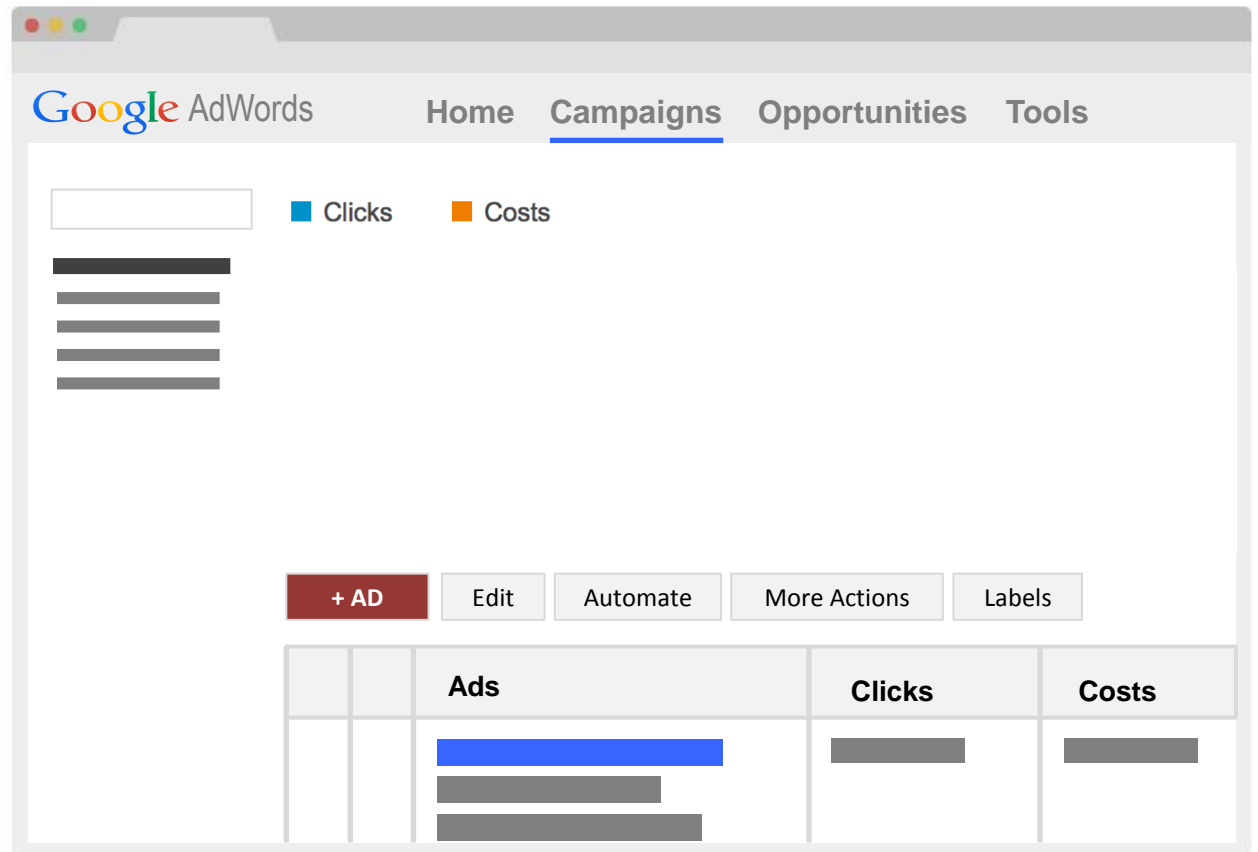 Google AdWords Home Campaigns Opportunities Tools
Clicks Costs
+ AD Edit Automate More Actions Labels
Ads Clicks Costs